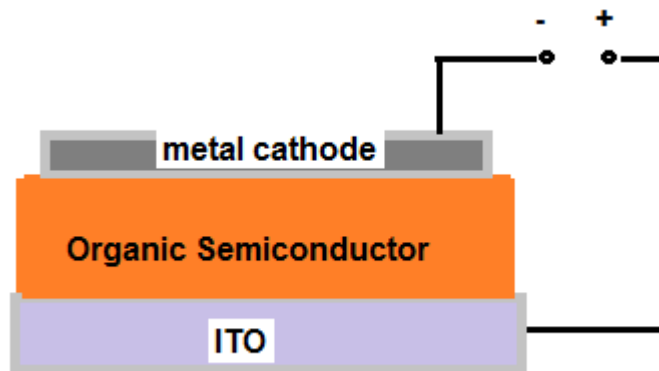 - +
metal cathode
Organic Semiconductor
ITO